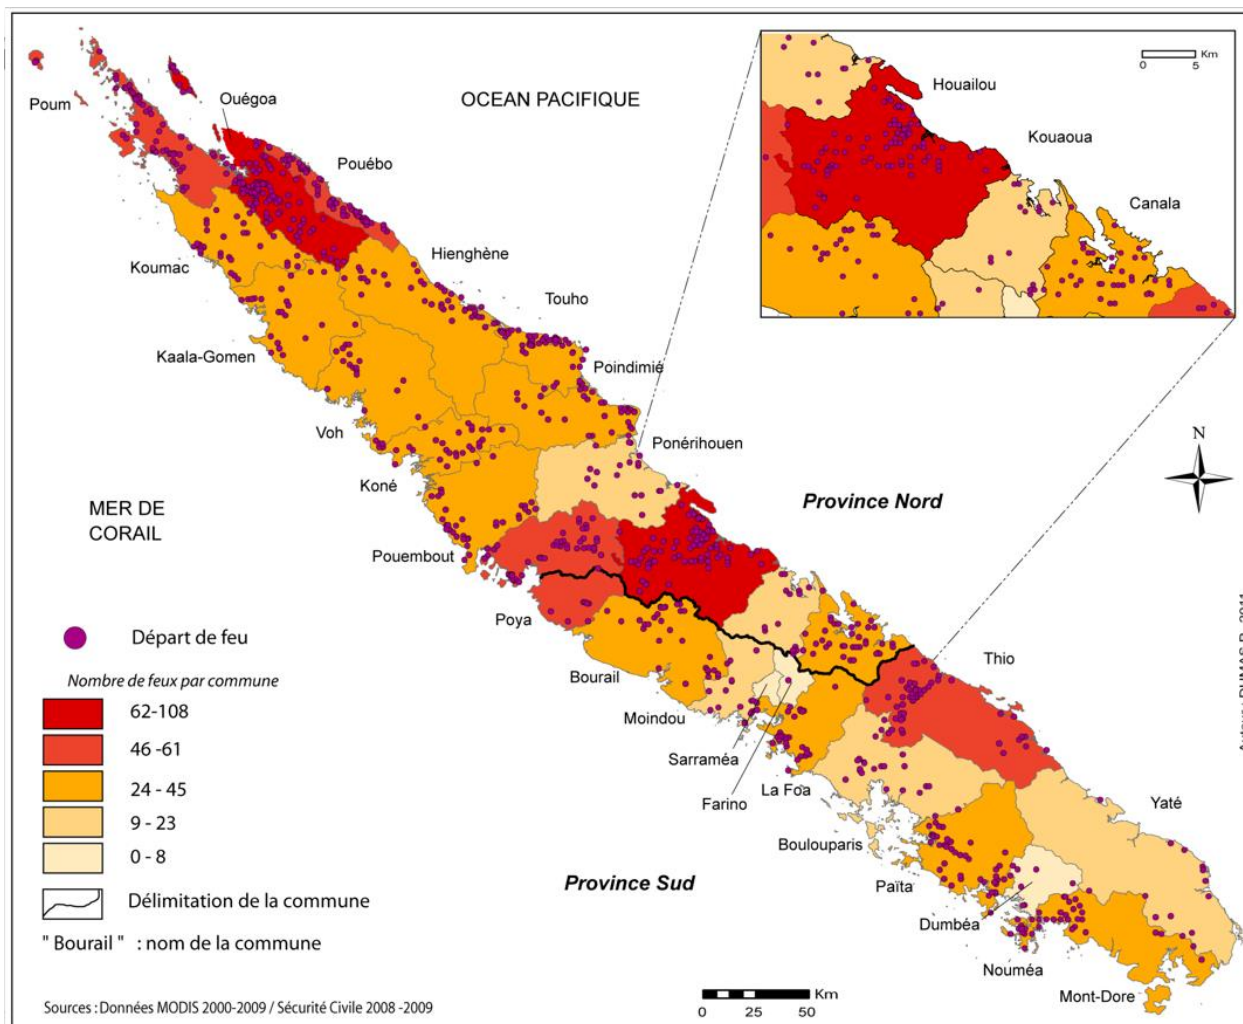 Poum
Ouégoa
OCEAN PACIFIQUE
Pouébo
Koumac
Hienghène
Touho
Kaala-Gomen
Poindimié
Voh
Ponérihouen
Koné
MER DE
CORAIL
Province Nord
Pouembout
Poya
Bourail
Moindou
Sarraméa
Farino
La Foa
Thio
Boulouparis
Yaté
Province Sud
Païta
Dumbéa
Nouméa
Mont-Dore
Km
0 5
Houailou
Kouaoua
Canala
N
Départ de feu
Nombre de feux par commune
62-108
46 -61
24 - 45
9 - 23
0 - 8
Délimitation de la commune
" Bourail " : nom de la commune
Sources : Données MODIS 2000-2009 / Sécurité Civile 2008 -2009
Km
0 25 50